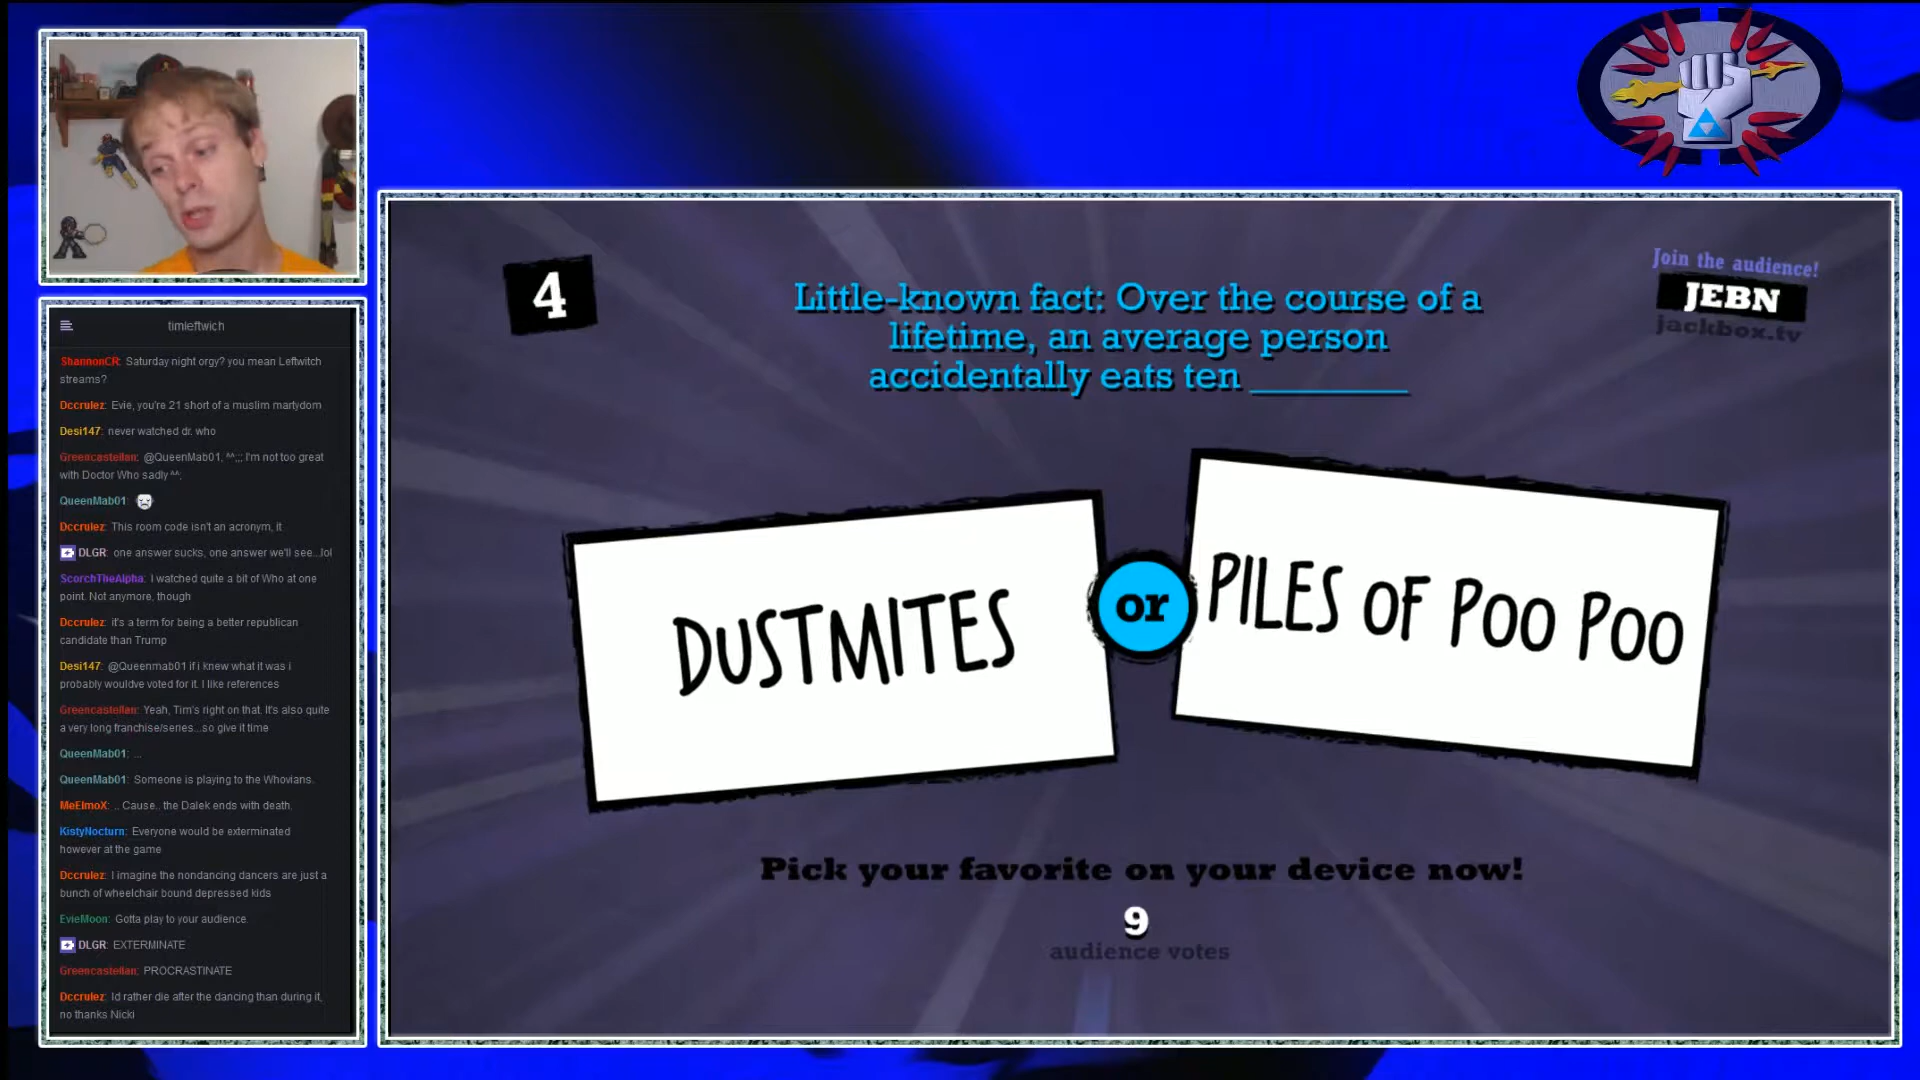 timleftwich
ShannonCR: Saturday night orgy? you mean Leftwitch
streams?
Dccrulez: Evie, you're 21 short of a muslim martydom
Desi147: never watched dr. who
Greencastellan: @QueenMab01, ^^;;; I'm not too great
with Doctor Who sadly ^^;
QueenMab01:
Dccrulez: This room code isn't an acronym, it
DLGR: one answer sucks, one answer we'll see...lol
ScorchTheAlpha: I watched quite a bit of Who at one
point. Not anymore, though
Dccrulez: it's a term for being a better republican
candidate than Trump
Desi147: @Queenmab01 if i knew what it was i
probably wouldve voted for it. I like references
Greencastellan: Yeah, Tim's right on that. It's also quite
a very long franchise/series...so give it time
QueenMab01: ...
QueenMab01: Someone is playing to the Whovians.
MeElmoX: .. Cause.. the Dalek ends with death.
KistyNocturn: Everyone would be exterminated
however at the game
Dccrulez: I imagine the nondancing dancers are just a
bunch of wheelchair bound depressed kids
EvieMoon: Gotta play to your audience.
DLGR: EXTERMINATE
Greencastellan: PROCRASTINATE
Dccrulez: Id rather die after the dancing than during it,
no thanks Nicki
4
Little-known fact: Over the course of a
lifetime, an average person
accidentally eats ten ________
Join the audience!
JEBN
jackbox.tv
DUSTMITES
or
PILES OF POO POO
Pick your favorite on your device now!
9
audience votes